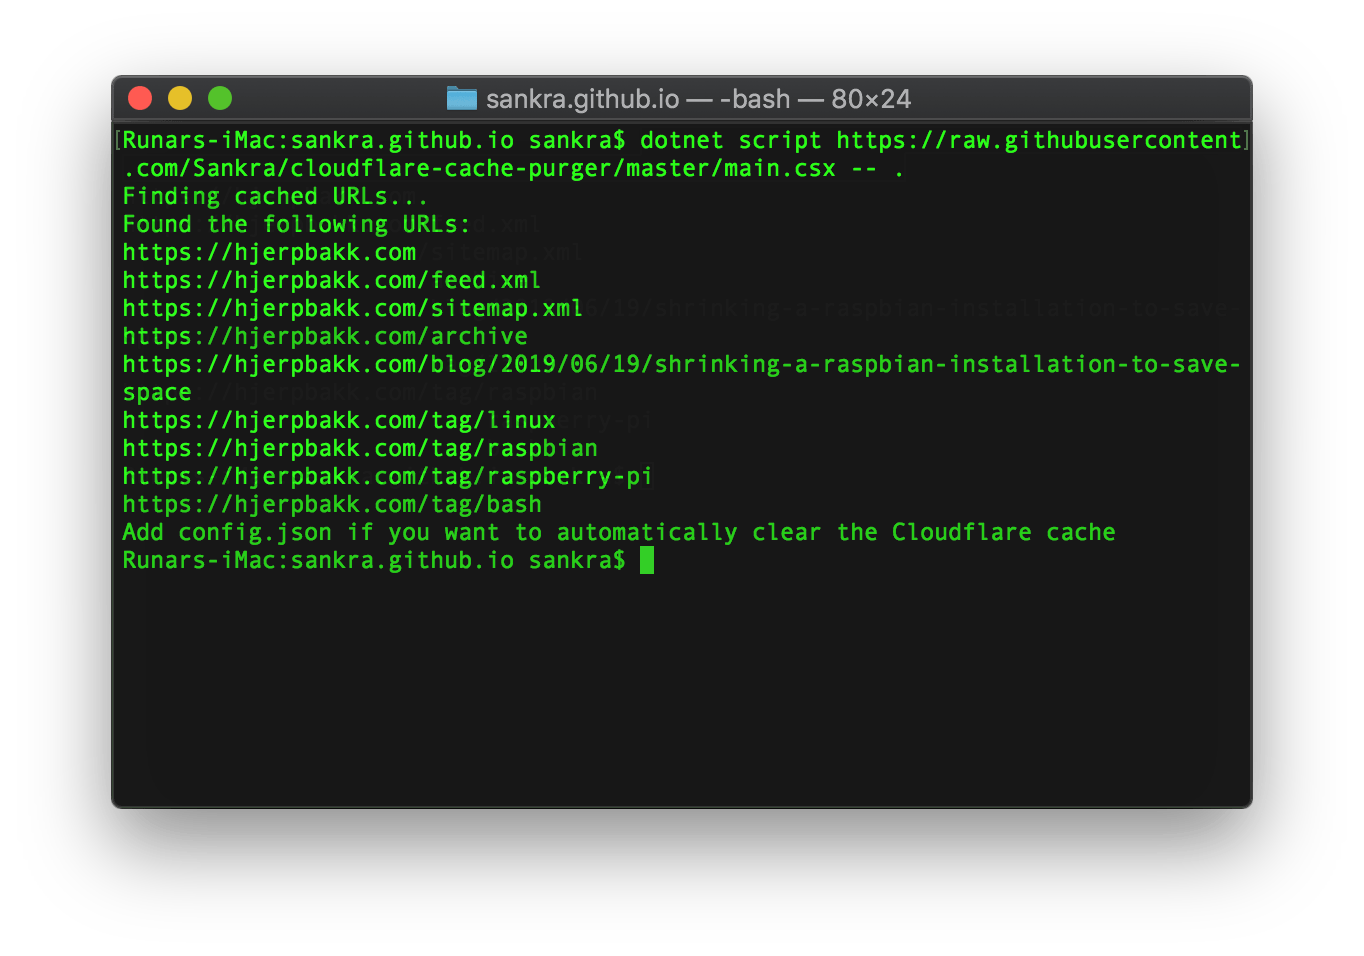 sankra.github.io — -bash — 80×24
[Runars-iMac:sankra.github.io sankra$ dotnet script https://raw.githubusercontent]
.com/Sankra/cloudflare-cache-purger/master/main.csx -- .
Finding cached URLs...
Found the following URLs:
https://hjerpbakk.com
https://hjerpbakk.com/feed.xml
https://hjerpbakk.com/sitemap.xml
https://hjerpbakk.com/archive
https://hjerpbakk.com/blog/2019/06/19/shrinking-a-raspbian-installation-to-save-
space
https://hjerpbakk.com/tag/linux
https://hjerpbakk.com/tag/raspbian
https://hjerpbakk.com/tag/raspberry-pi
https://hjerpbakk.com/tag/bash
Add config.json if you want to automatically clear the Cloudflare cache
Runars-iMac:sankra.github.io sankra$